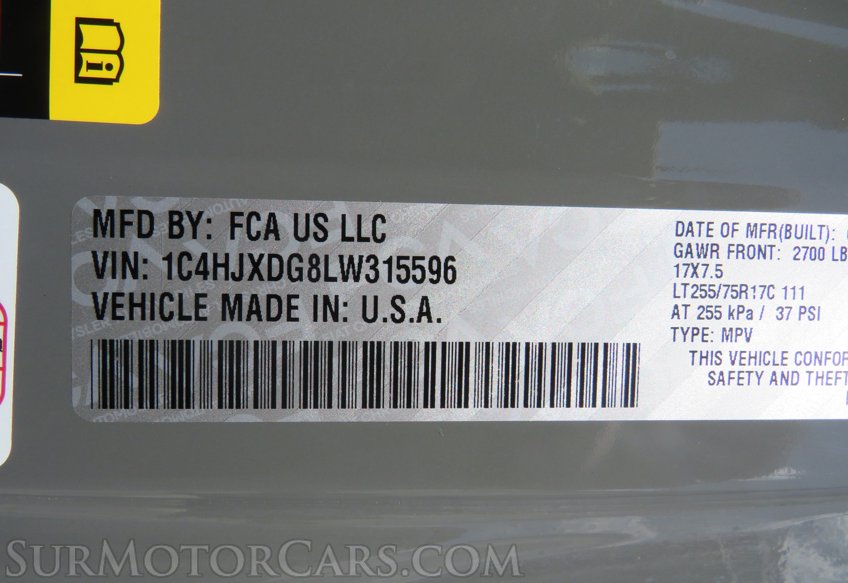 MFD BY: FCA US LLC
VIN: 1C4HJXDG8LW315596
VEHICLE MADE IN: U.S.A.
DATE OF MFR(BUILT):
GAWR FRONT: 2700 LB
17X7.5
LT255/75R17C 111
AT 255 kPa / 37 PSI
TYPE: MPV
THIS VEHICLE CONFOR
SAFETY AND THEFT
SurMotorCars.com